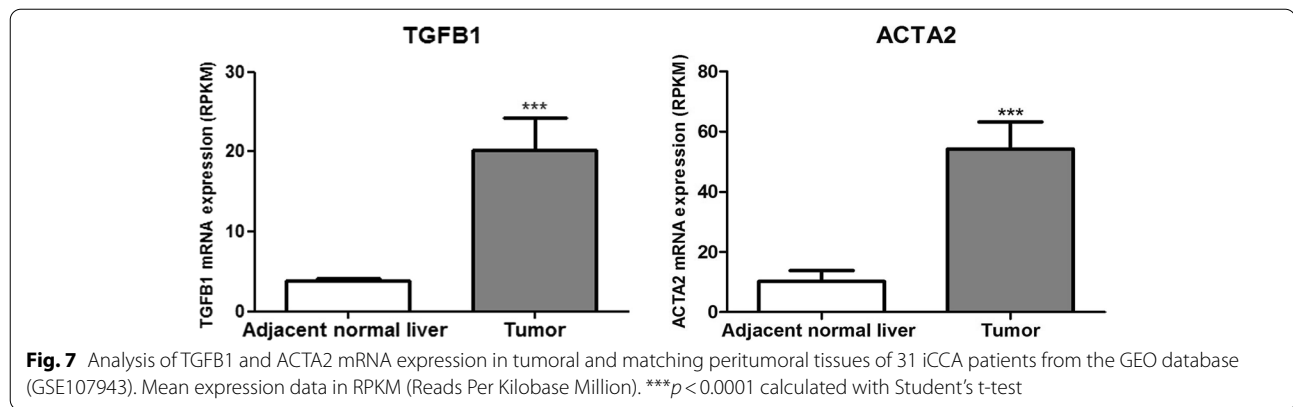 TGFB1
TGFB1 mRNA expression (RPKM)
30
20
10
0
***
Adjacent normal liver
Tumor
ACTA2
ACTA2 mRNA expression (RPKM)
80
60
40
20
0
***
Adjacent normal liver
Tumor
Fig. 7 Analysis of TGFB1 and ACTA2 mRNA expression in tumoral and matching peritumoral tissues of 31 iCCA patients from the GEO database
(GSE107943). Mean expression data in RPKM (Reads Per Kilobase Million). ***p < 0.0001 calculated with Student’s t-test